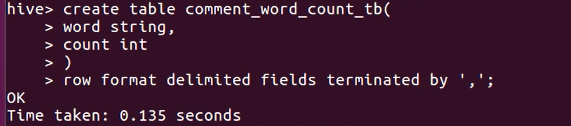 hive> create table comment_word_count_tb(
    > word string,
    > count int
    > )
    > row format delimited fields terminated by ',';
OK
Time taken: 0.135 seconds